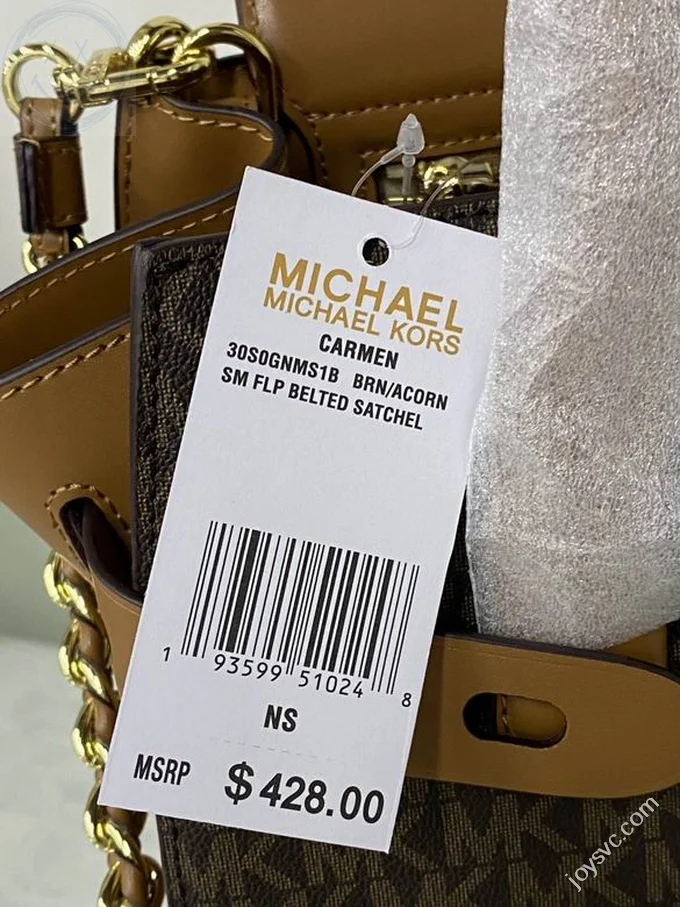 MICHAEL
MICHAEL KORS
CARMEN
30S0GNMS1B BRN/ACORN
SM FLP BELTED SATCHEL
1 93599 51024 8
NS
MSRP $428.00
joysvc.com